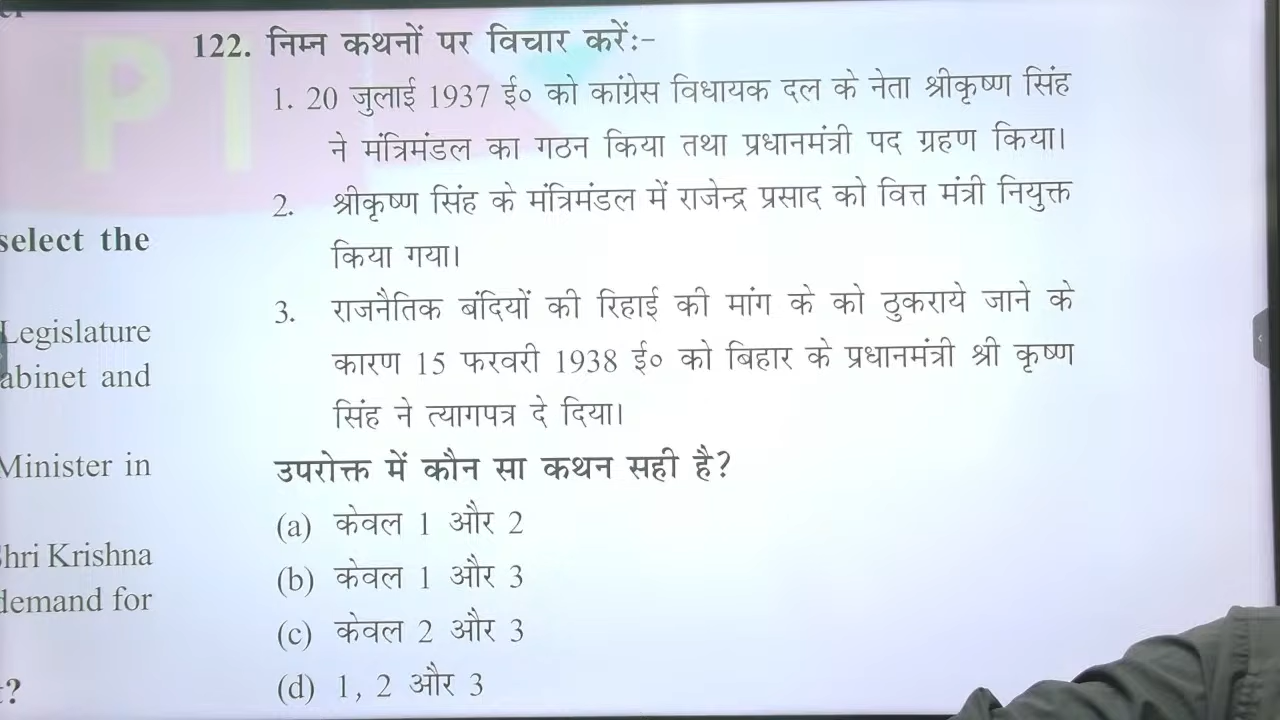 P
122. निम्न कथनों पर विचार करें:-
1. 20 जुलाई 1937 ई० को कांग्रेस विधायक दल के नेता श्रीकृष्ण सिंह
ने मंत्रिमंडल का गठन किया तथा प्रधानमंत्री पद ग्रहण किया।
2. श्रीकृष्ण सिंह के मंत्रिमंडल में राजेन्द्र प्रसाद को वित्त मंत्री नियुक्त
किया गया।
3. राजनैतिक बंदियों की रिहाई की मांग के को ठुकराये जाने के
कारण 15 फरवरी 1938 ई० को बिहार के प्रधानमंत्री श्री कृष्ण
सिंह ने त्यागपत्र दे दिया।
उपरोक्त में कौन सा कथन सही है?
(a) केवल 1 और 2
(b) केवल 1 और 3
(c) केवल 2 और 3
(d) 1, 2 और 3
select the
Legislature
abinet and
Minister in
hri Krishna
demand for
?